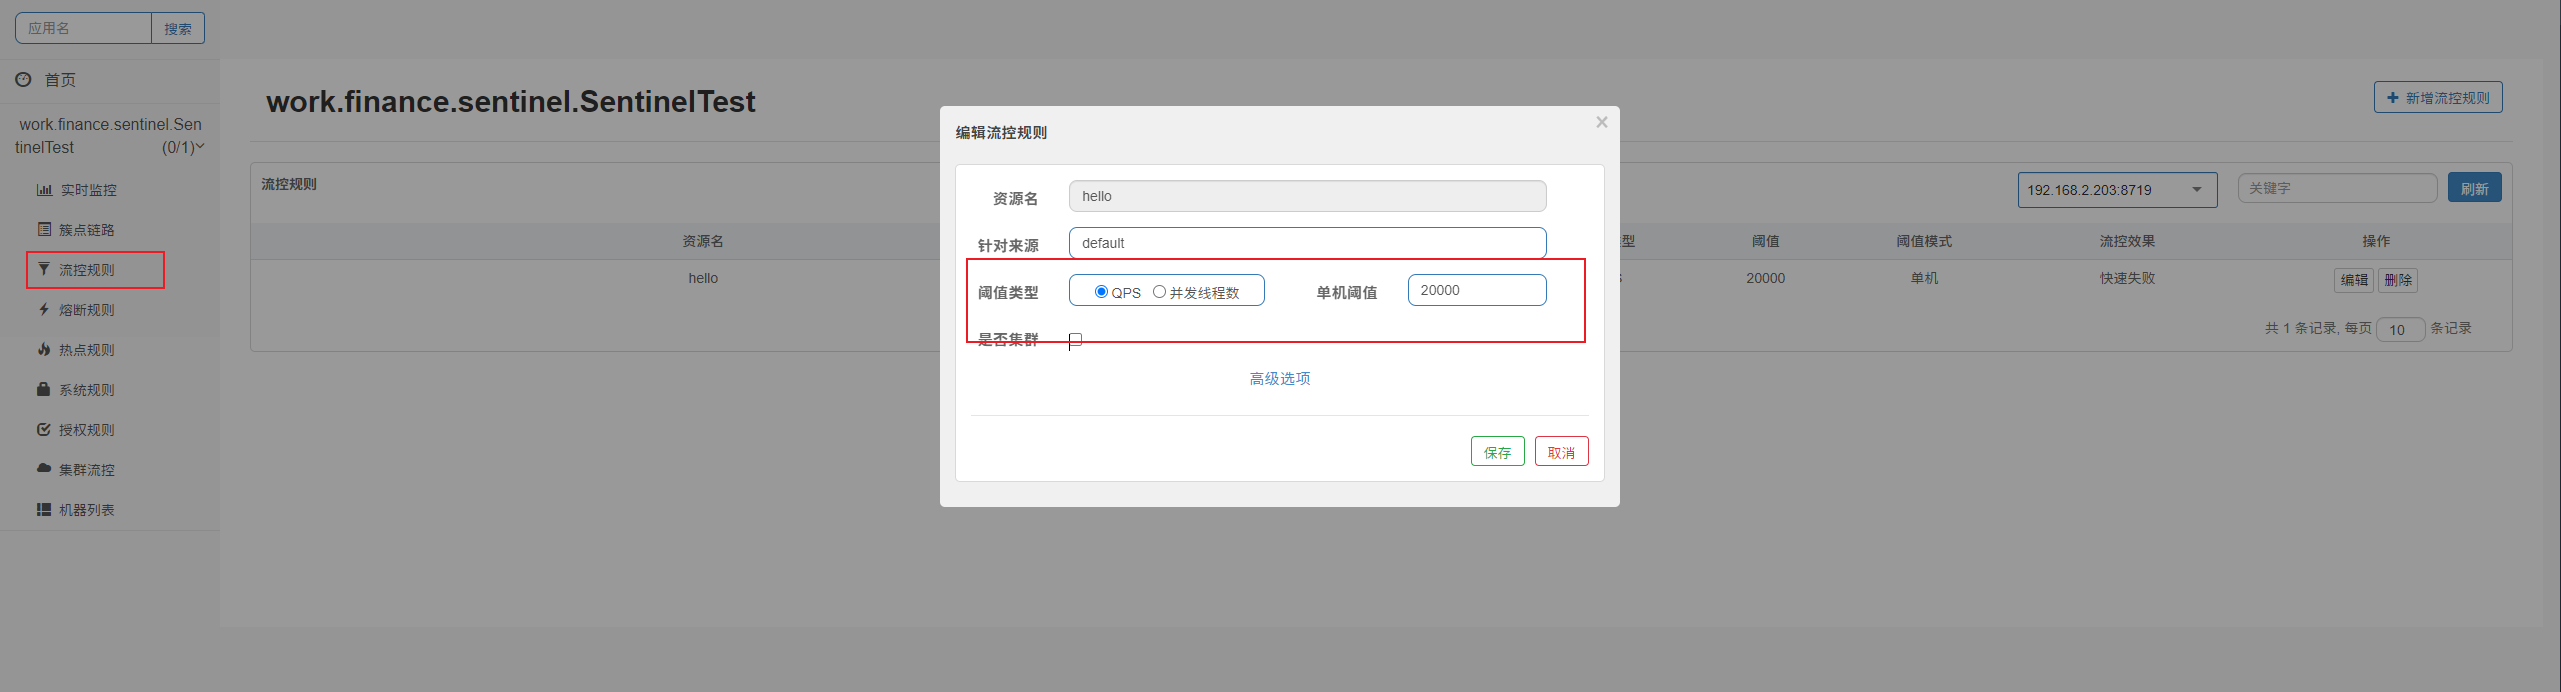 应用名
搜索
首页
work.finance.sentinel.Sen
tinelTest (0/1)
实时监控
簇点链路
流控规则
熔断规则
热点规则
系统规则
授权规则
集群流控
机器列表
work.finance.sentinel.SentinelTest
新增流控规则
流控规则
192.168.2.203:8719
关键字
刷新
资源名
型 阈值 阈值模式 流控效果 操作
hello
20000 单机 快速失败 编辑 删除
共 1 条记录, 每页 10 条记录
编辑流控规则
×
资源名 hello
针对来源 default
阈值类型 QPS 并发线程数 单机阈值 20000
是否集群
高级选项
保存 取消